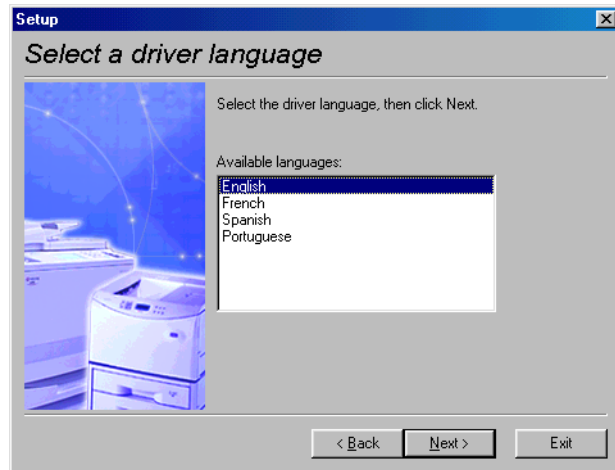 Setup
Select a driver language
Select the driver language, then click Next.
Available languages:
English
French
Spanish
Portuguese
< Back Next > Exit